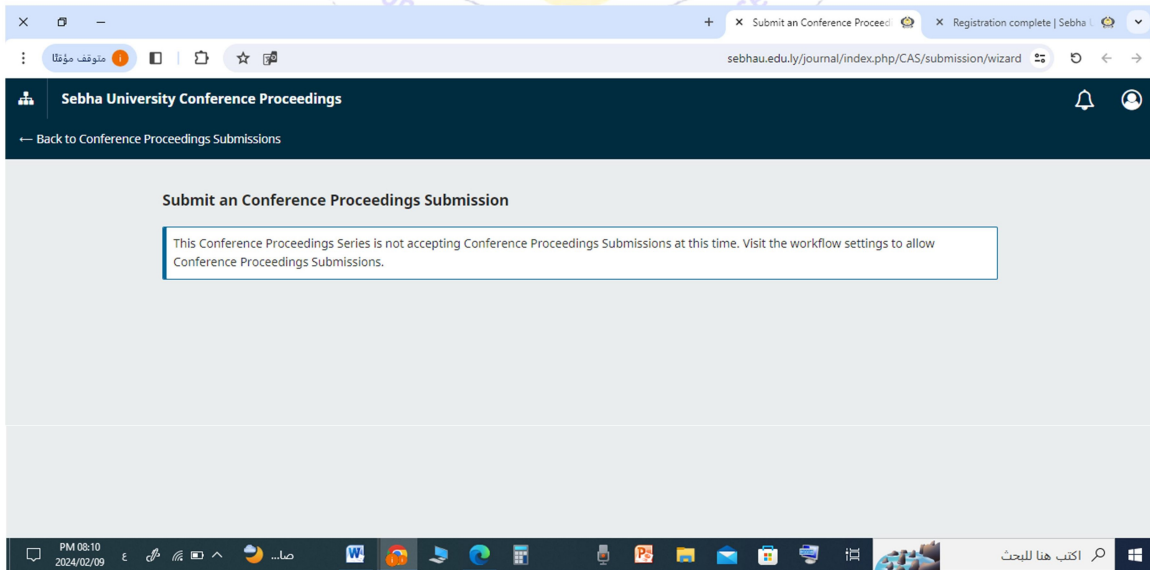 Submit an Conference Proceed
Registration complete | Sebha U
متوقف مؤقتًا
sebhau.edu.ly/journal/index.php/CAS/submission/wizard
Sebha University Conference Proceedings
← Back to Conference Proceedings Submissions
Submit an Conference Proceedings Submission
This Conference Proceedings Series is not accepting Conference Proceedings Submissions at this time. Visit the workflow settings to allow
Conference Proceedings Submissions.
PM 08:10
2024/02/09
ع
صا...
اكتب هنا للبحث